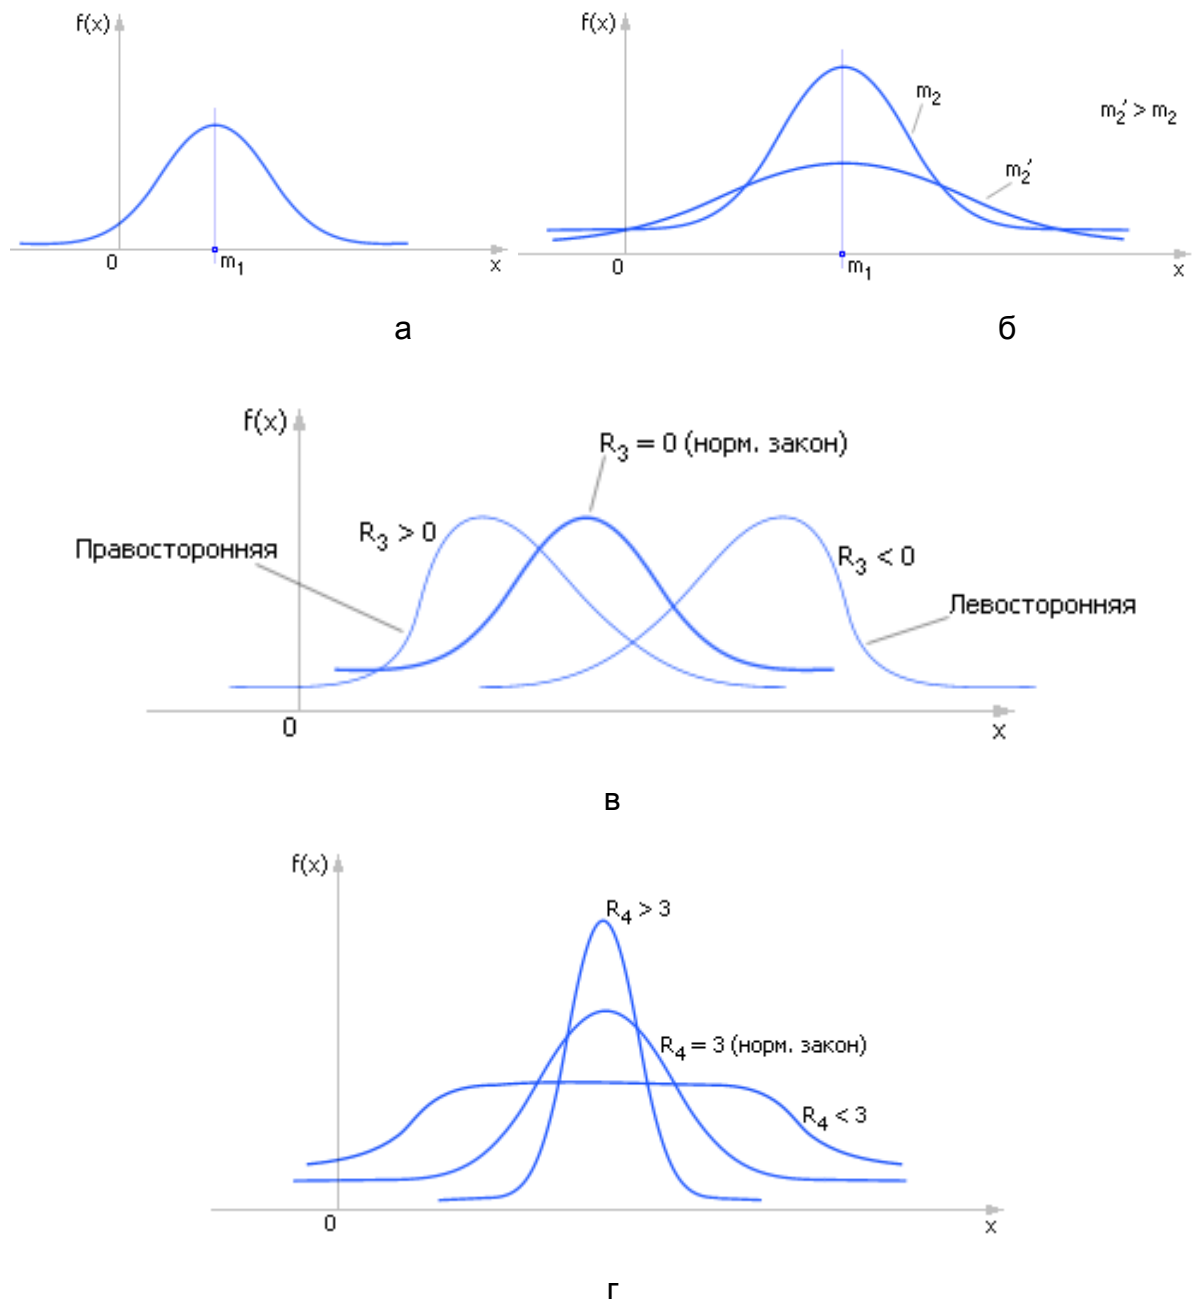 f(x)
0
m1
x
а
f(x)
m2
m2' > m2
m2'
0
m1
x
б
f(x)
R3 = 0 (норм. закон)
R3 > 0
Правосторонняя
R3 < 0
Левосторонняя
0
x
в
f(x)
R4 > 3
R4 = 3 (норм. закон)
R4 < 3
0
x
г